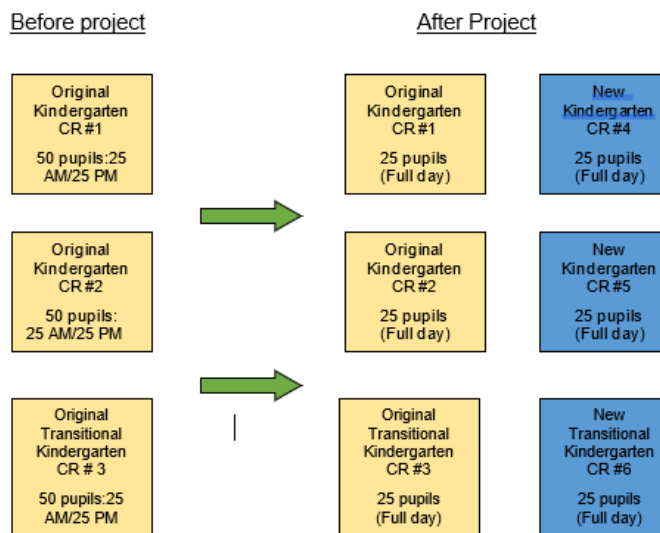 Before project
After Project
Original
Kindergarten
CR #1
50 pupils:25
AM/25 PM
Original
Kindergarten
CR #1
25 pupils
(Full day)
New
Kindergarten
CR #4
25 pupils
(Full day)
Original
Kindergarten
CR #2
50 pupils:
25 AM/25 PM
Original
Kindergarten
CR #2
25 pupils
(Full day)
New
Kindergarten
CR #5
25 pupils
(Full day)
Original
Transitional
Kindergarten
CR # 3
50 pupils:25
AM/25 PM
Original
Transitional
Kindergarten
CR #3
25 pupils
(Full day)
New
Transitional
Kindergarten
CR #6
25 pupils
(Full day)